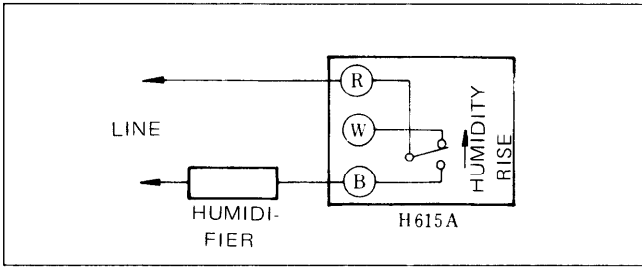 R
LINE
W
B
HUMIDITY
RISE
HUMIDI-
FIER
H615A